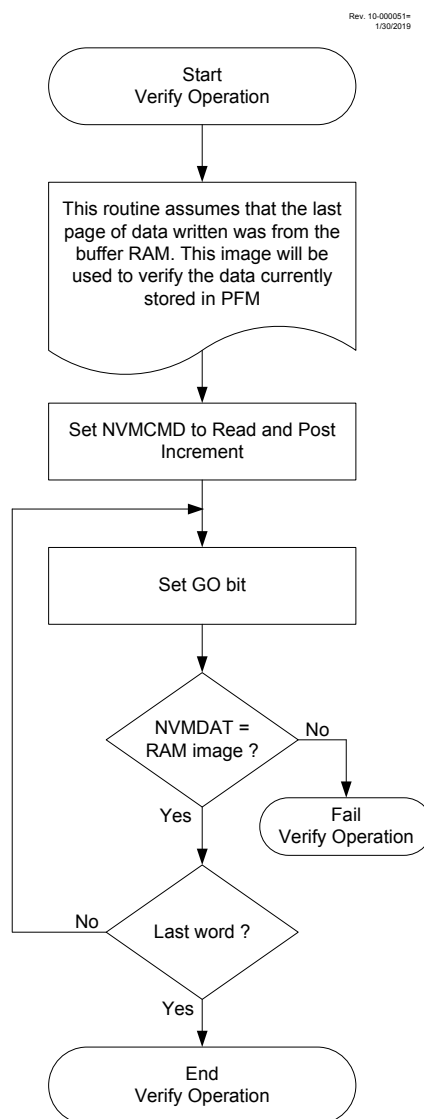 Rev. 10-000051=
1/30/2019
Start
Verify Operation
This routine assumes that the last
page of data written was from the
buffer RAM. This image will be
used to verify the data currently
stored in PFM
Set NVMCMD to Read and Post
Increment
Set GO bit
NVMDAT =
RAM image ?
No
Yes
Fail
Verify Operation
Last word ?
No
Yes
End
Verify Operation